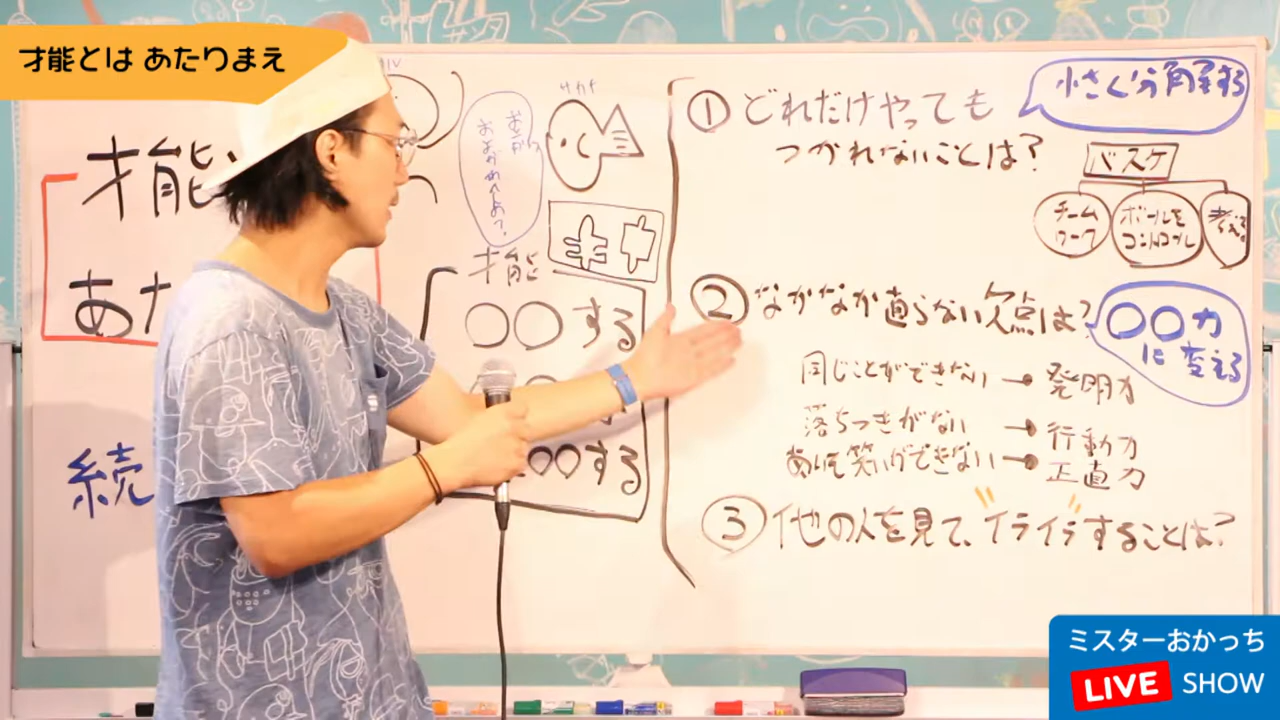 才能とは あたりまえ
才能
あた
続
サカナ
才能
〇〇する
〇〇する
① どれだけやっても
つかれないことは?
小さく分解する
バスケ
チーム
ワーク
ボールを
コントロール
考える
② なかなか直らない欠点は?
〇〇力
に変える
同じことができない → 発明力
落ちつきがない → 行動力
あいそ笑いができない → 正直力
③ 他の人を見て、イライラすることは?
ミスターおかっち
LIVE SHOW